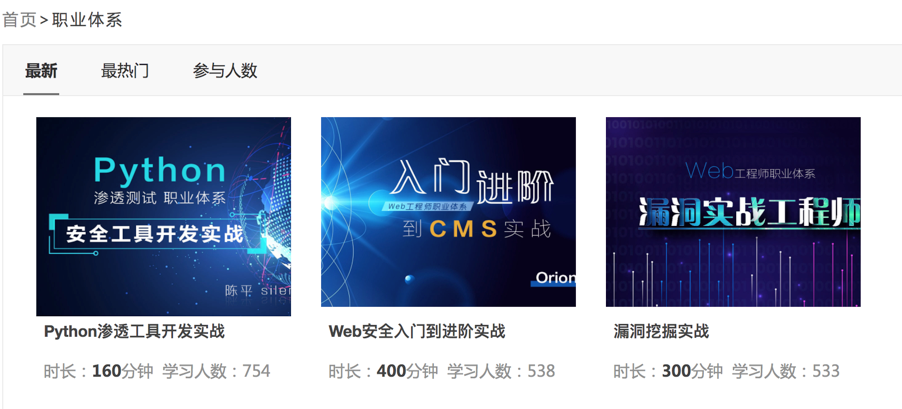 首页>职业体系
最新 最热门 参与人数
Python
渗透测试 职业体系
安全工具开发实战
陈平
Python渗透工具开发实战
时长：160分钟 学习人数：754
入门进阶
Web工程师职业体系
到CMS实战
Orion
Web安全入门到进阶实战
时长：400分钟 学习人数：538
Web工程师职业体系
漏洞实战工程师
漏洞挖掘实战
时长：300分钟 学习人数：533